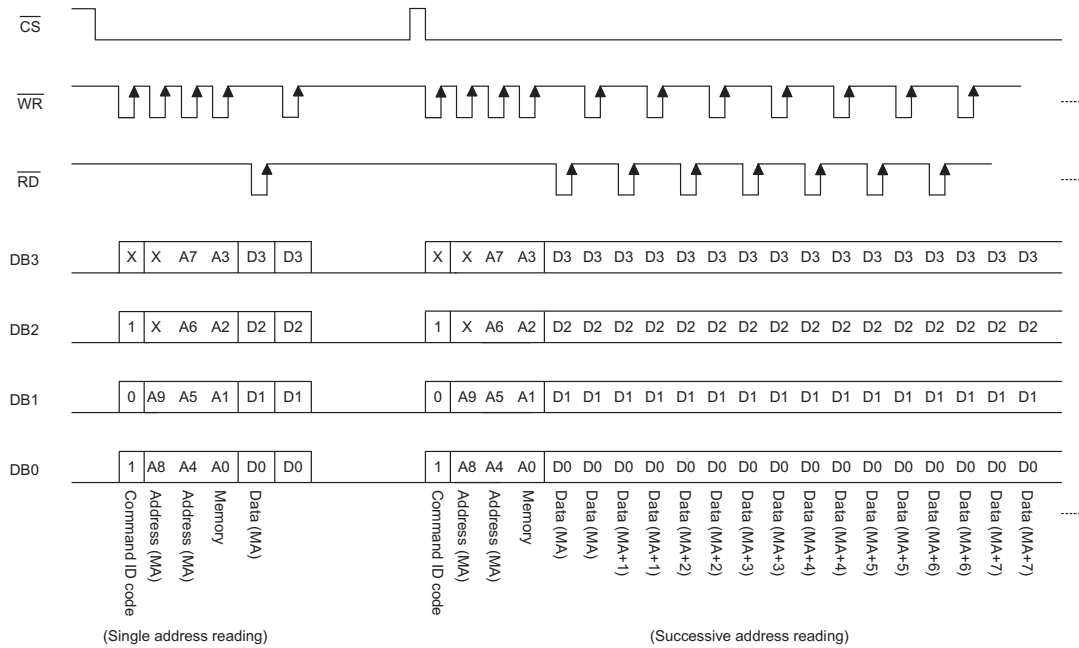 CS
WR
RD
DB3 X X A7 A3 D3 D3 X X A7 A3 D3 D3 D3 D3 D3 D3 D3 D3 D3 D3 D3 D3 D3 D3 D3 D3
DB2 1 X A6 A2 D2 D2 1 X A6 A2 D2 D2 D2 D2 D2 D2 D2 D2 D2 D2 D2 D2 D2 D2 D2 D2
DB1 0 A9 A5 A1 D1 D1 0 A9 A5 A1 D1 D1 D1 D1 D1 D1 D1 D1 D1 D1 D1 D1 D1 D1 D1 D1
DB0 1 A8 A4 A0 D0 D0 1 A8 A4 A0 D0 D0 D0 D0 D0 D0 D0 D0 D0 D0 D0 D0 D0 D0 D0 D0
Command ID code
Address (MA)
Address (MA)
Memory
Data (MA)
Command ID code
Address (MA)
Address (MA)
Memory
Data (MA)
Data (MA)
Data (MA+1)
Data (MA+1)
Data (MA+2)
Data (MA+2)
Data (MA+3)
Data (MA+3)
Data (MA+4)
Data (MA+4)
Data (MA+5)
Data (MA+5)
Data (MA+6)
Data (MA+6)
Data (MA+7)
Data (MA+7)
(Single address reading)
(Successive address reading)